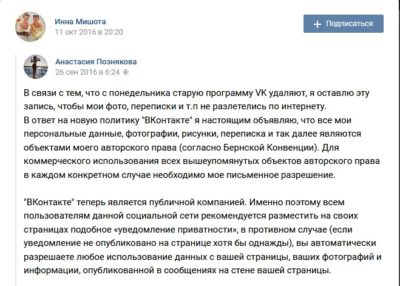 Инна Мишота
11 окт 2016 в 20:20
+ Подписаться
Анастасия Познякова
26 сен 2016 в 6:24
В связи с тем, что с понедельника старую программу VK удаляют, я оставлю эту
запись, чтобы мои фото, переписки и т.п не разлетелись по интернету.
В ответ на новую политику "ВКонтакте" я настоящим объявляю, что все мои
персональные данные, фотографии, рисунки, переписка и так далее являются
объектами моего авторского права (согласно Бернской Конвенции). Для
коммерческого использования всех вышеупомянутых объектов авторского права
в каждом конкретном случае необходимо мое письменное разрешение.
"ВКонтакте" теперь является публичной компанией. Именно поэтому всем
пользователям данной социальной сети рекомендуется разместить на своих
страницах подобное «уведомление приватности», в противном случае (если
уведомление не опубликовано на странице хотя бы однажды), вы автоматически
разрешаете любое использование данных с вашей страницы, ваших фотографий и
информации, опубликованной в сообщениях на стене вашей страницы.